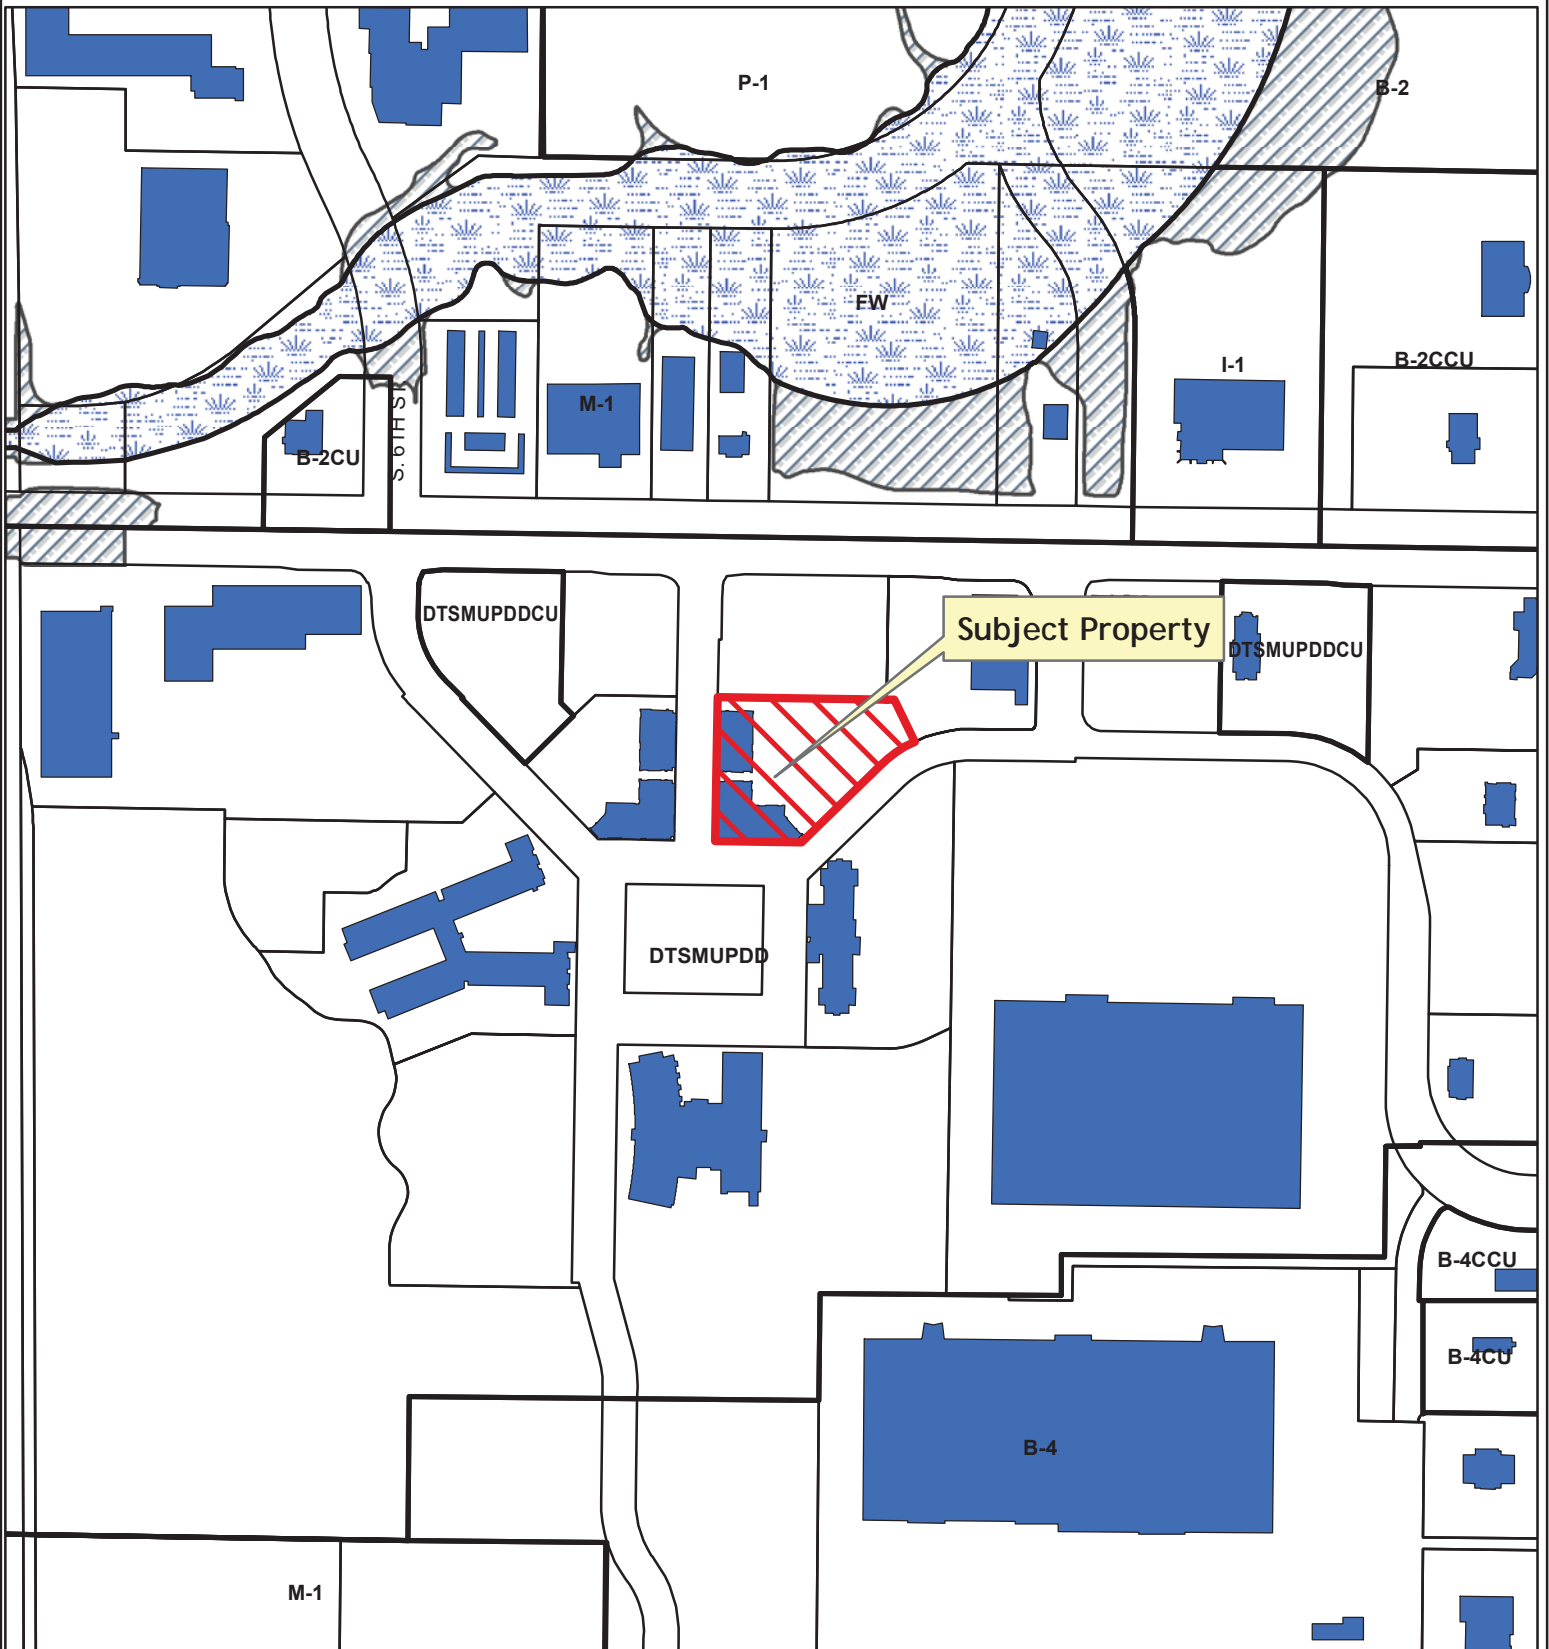 P-1
B-2
FW
I-1
B-2CCU
M-1
S. 6TH ST
B-2CU
DTSMUPDDCU
Subject Property
DTSMUPDDCU
DTSMUPDD
B-4CCU
B-4CU
B-4
M-1